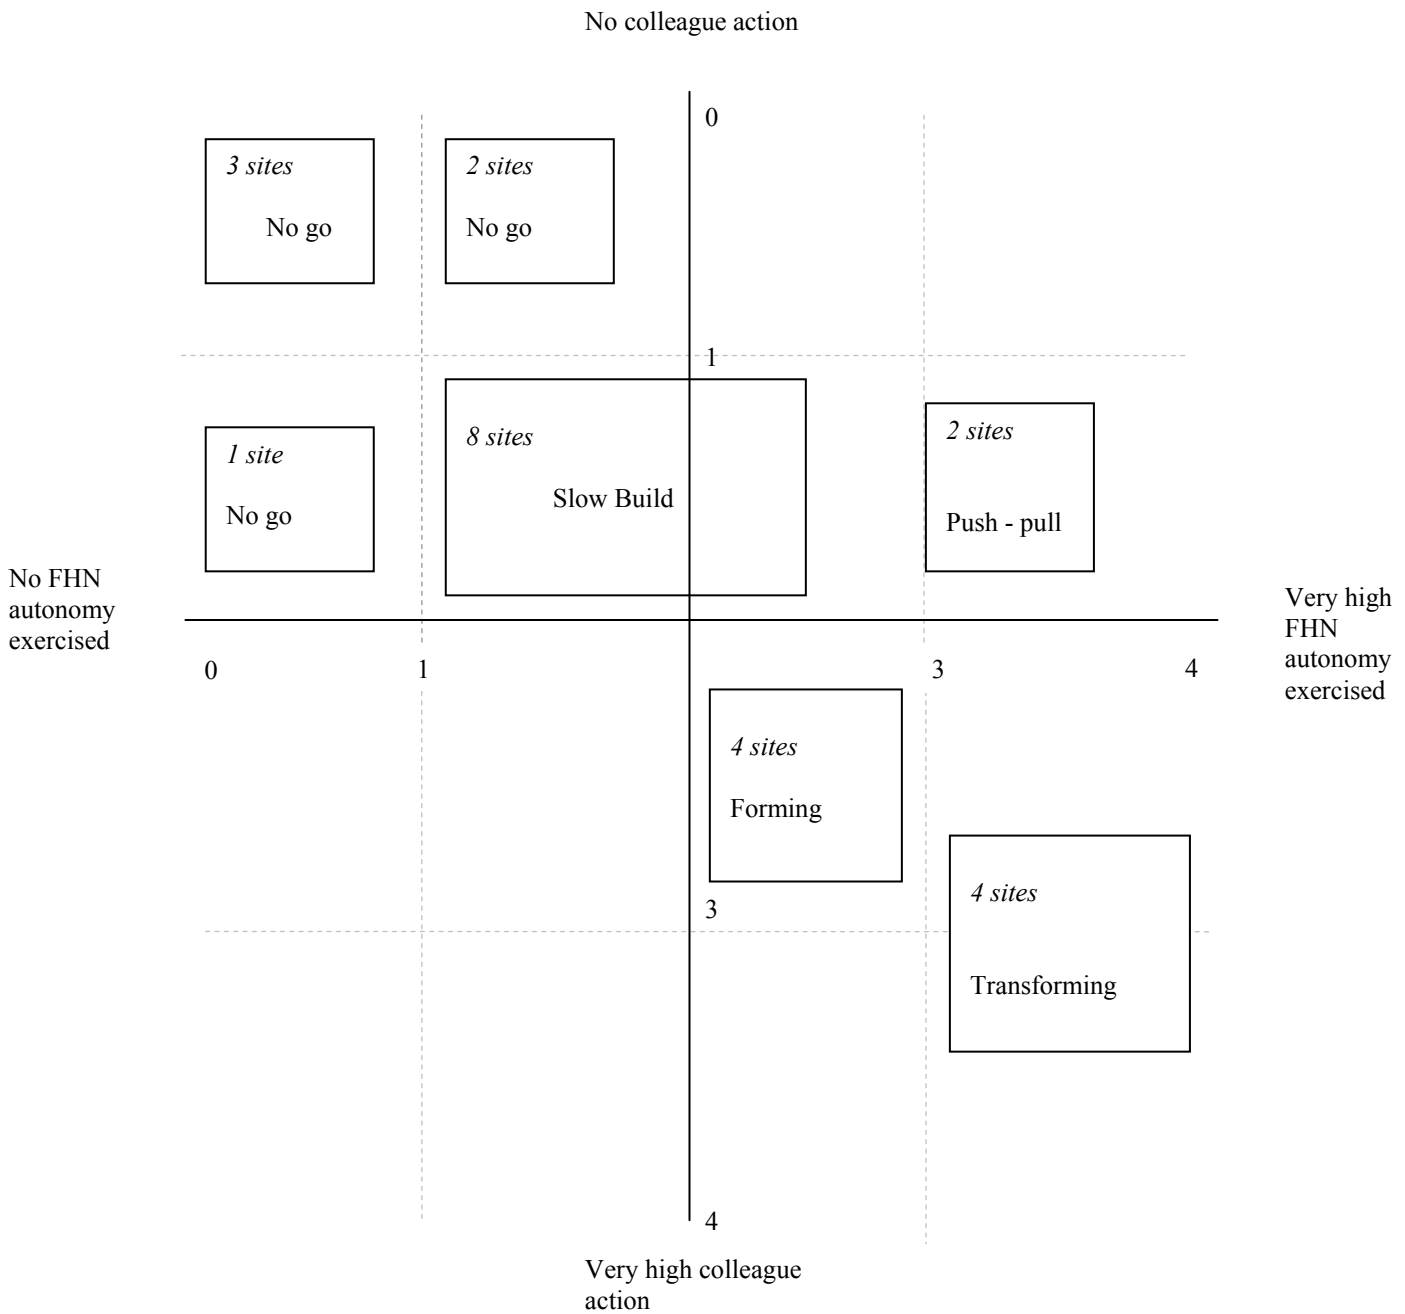 No colleague action
0
3 sites
No go
2 sites
No go
1
1 site
No go
8 sites
Slow Build
2 sites
Push - pull
No FHN
autonomy
exercised
Very high
FHN
autonomy
exercised
0
1
3
4
4 sites
Forming
3
4 sites
Transforming
4
Very high colleague
action